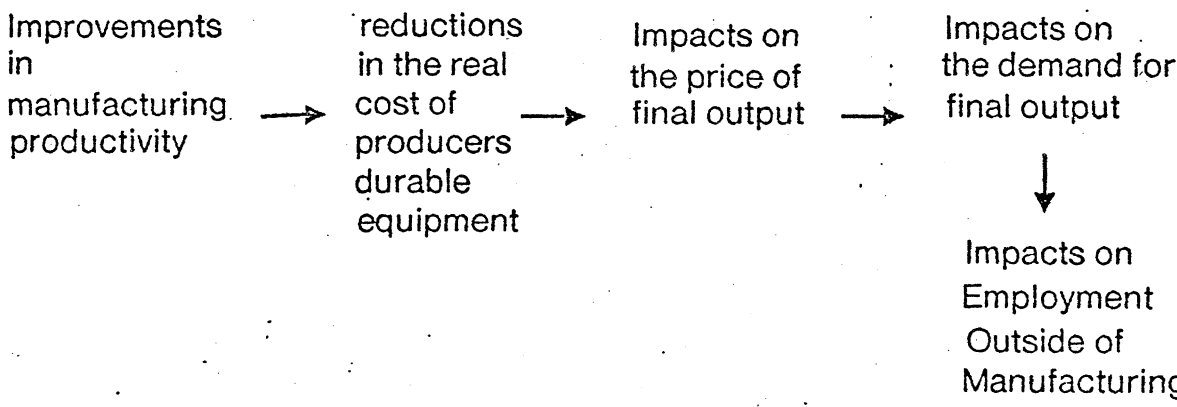 Improvements
in
manufacturing
productivity
reductions
in the real
cost of
producers
durable
equipment
Impacts on
the price of
final output
Impacts on
the demand for
final output
Impacts on
Employment
Outside of
Manufacturing